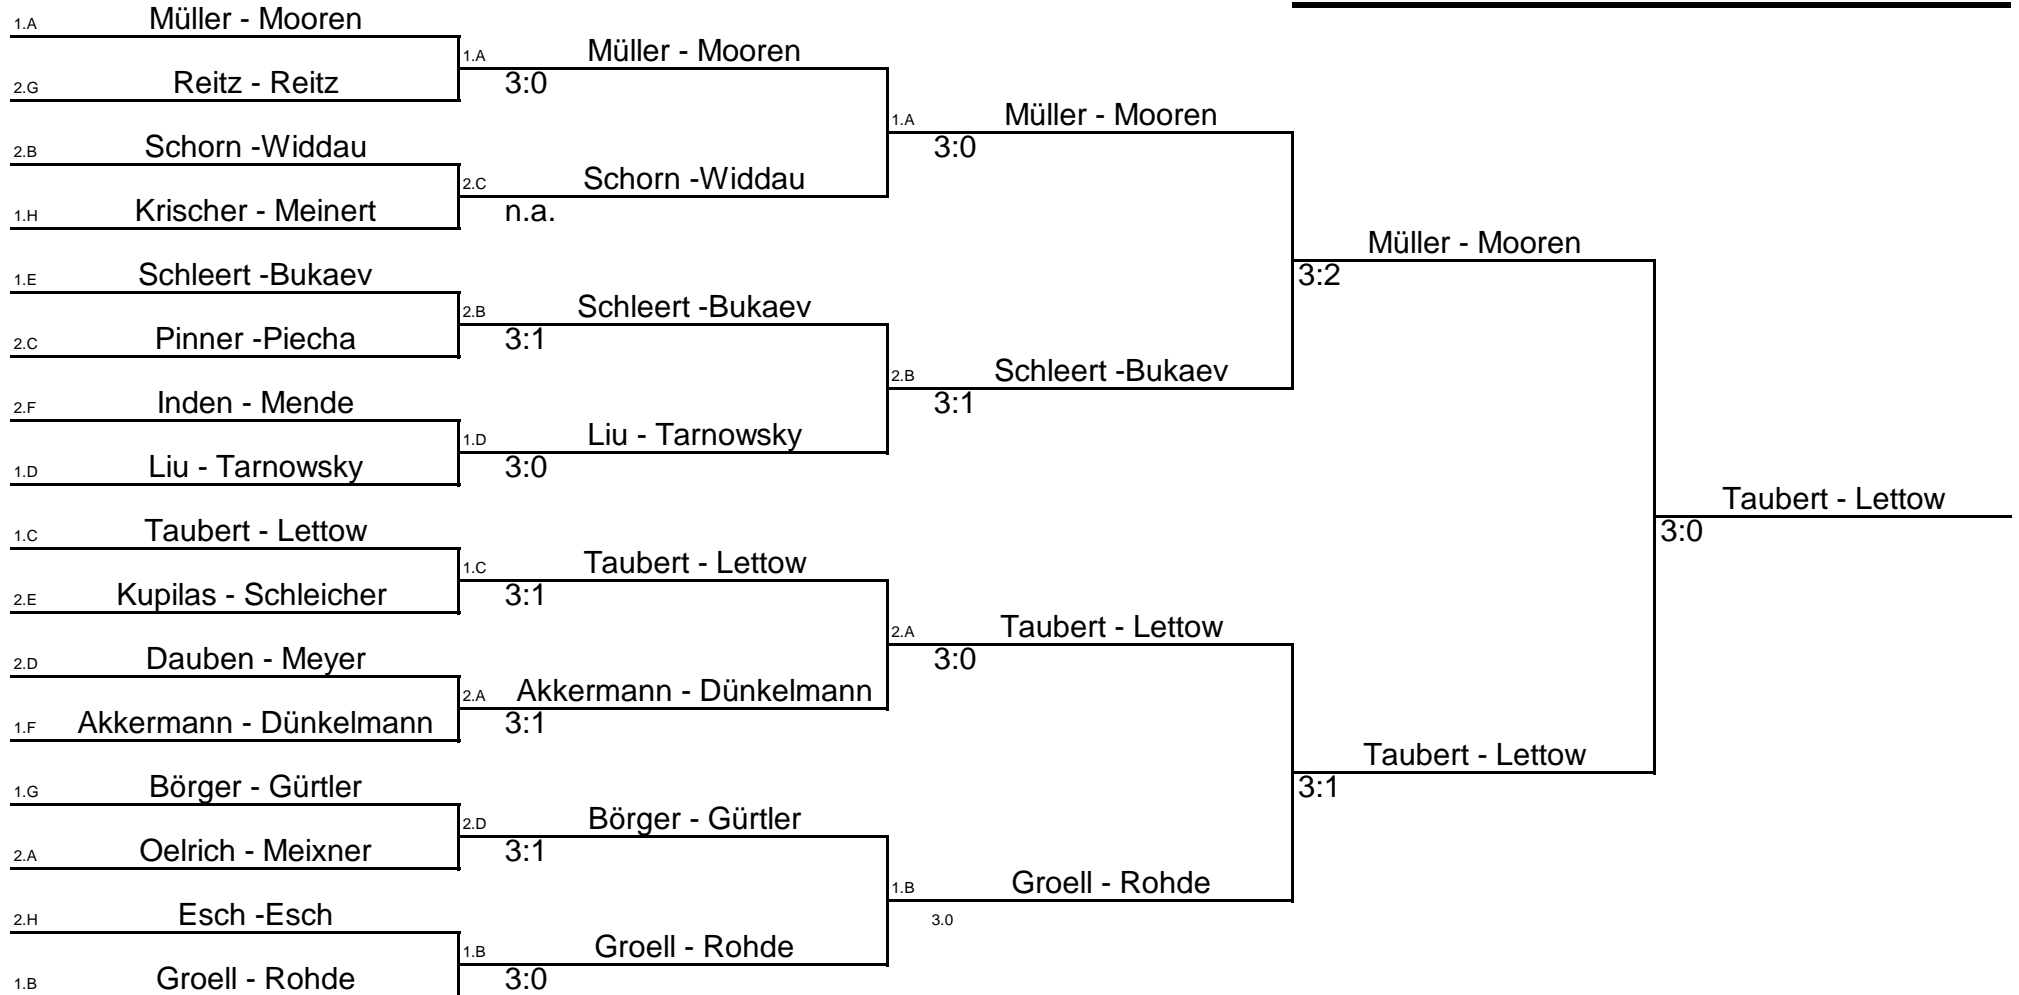 1.A Müller - Mooren
2.G Reitz - Reitz
2.B Schorn -Widdau
1.H Krischer - Meinert
1.E Schleert -Bukaev
2.C Pinner -Piecha
2.F Inden - Mende
1.D Liu - Tarnowsky
1.C Taubert - Lettow
2.E Kupilas - Schleicher
2.D Dauben - Meyer
1.F Akkermann - Dünkelmann
1.G Börger - Gürtler
2.A Oelrich - Meixner
2.H Esch -Esch
1.B Groell - Rohde
1.A Müller - Mooren
3:0
2.C Schorn -Widdau
n.a.
2.B Schleert -Bukaev
3:1
1.D Liu - Tarnowsky
3:0
1.C Taubert - Lettow
3:1
2.A Akkermann - Dünkelmann
3:1
2.D Börger - Gürtler
3:1
1.B Groell - Rohde
3:0
1.A Müller - Mooren
3:0
2.B Schleert -Bukaev
3:1
2.A Taubert - Lettow
3:0
1.B Groell - Rohde
3.0
Müller - Mooren
3:2
Taubert - Lettow
3:1
Taubert - Lettow
3:0